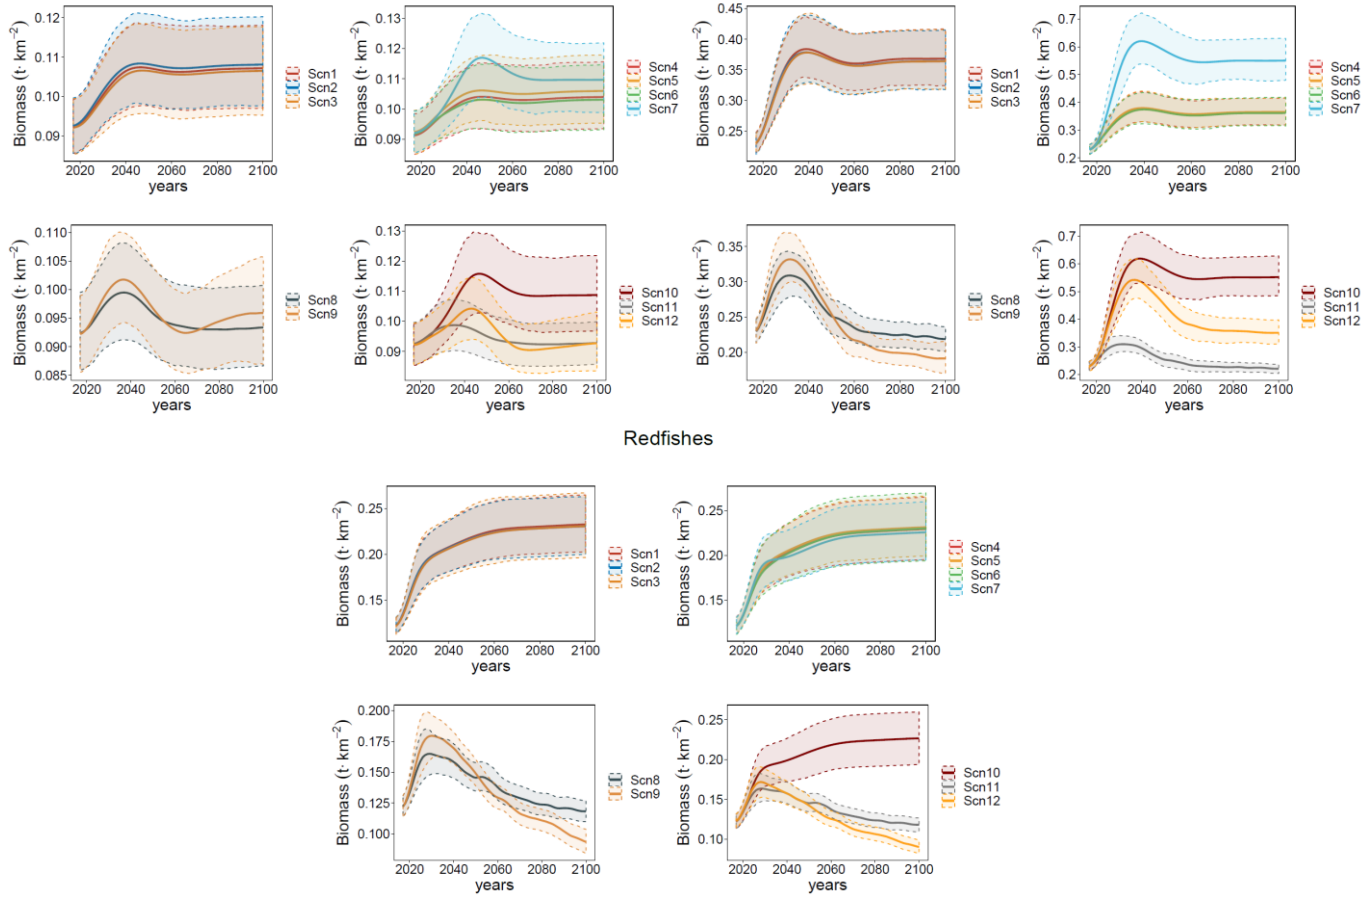 Biomass (t· km⁻²)
0.12
0.11
0.10
0.09
2020 2040 2060 2080 2100
years
Scn1
Scn2
Scn3
Biomass (t· km⁻²)
0.13
0.12
0.11
0.10
0.09
2020 2040 2060 2080 2100
years
Scn4
Scn5
Scn6
Scn7
Biomass (t· km⁻²)
0.45
0.40
0.35
0.30
0.25
2020 2040 2060 2080 2100
years
Scn1
Scn2
Scn3
Biomass (t· km⁻²)
0.7
0.6
0.5
0.4
0.3
0.2
2020 2040 2060 2080 2100
years
Scn4
Scn5
Scn6
Scn7
Biomass (t· km⁻²)
0.110
0.105
0.100
0.095
0.090
0.085
2020 2040 2060 2080 2100
years
Scn8
Scn9
Biomass (t· km⁻²)
0.13
0.12
0.11
0.10
0.09
2020 2040 2060 2080 2100
years
Scn10
Scn11
Scn12
Biomass (t· km⁻²)
0.35
0.30
0.25
0.20
2020 2040 2060 2080 2100
years
Scn8
Scn9
Biomass (t· km⁻²)
0.7
0.6
0.5
0.4
0.3
0.2
2020 2040 2060 2080 2100
years
Scn10
Scn11
Scn12
Redfishes
Biomass (t· km⁻²)
0.25
0.20
0.15
2020 2040 2060 2080 2100
years
Scn1
Scn2
Scn3
Biomass (t· km⁻²)
0.25
0.20
0.15
2020 2040 2060 2080 2100
years
Scn4
Scn5
Scn6
Scn7
Biomass (t· km⁻²)
0.200
0.175
0.150
0.125
0.100
2020 2040 2060 2080 2100
years
Scn8
Scn9
Biomass (t· km⁻²)
0.25
0.20
0.15
0.10
2020 2040 2060 2080 2100
years
Scn10
Scn11
Scn12